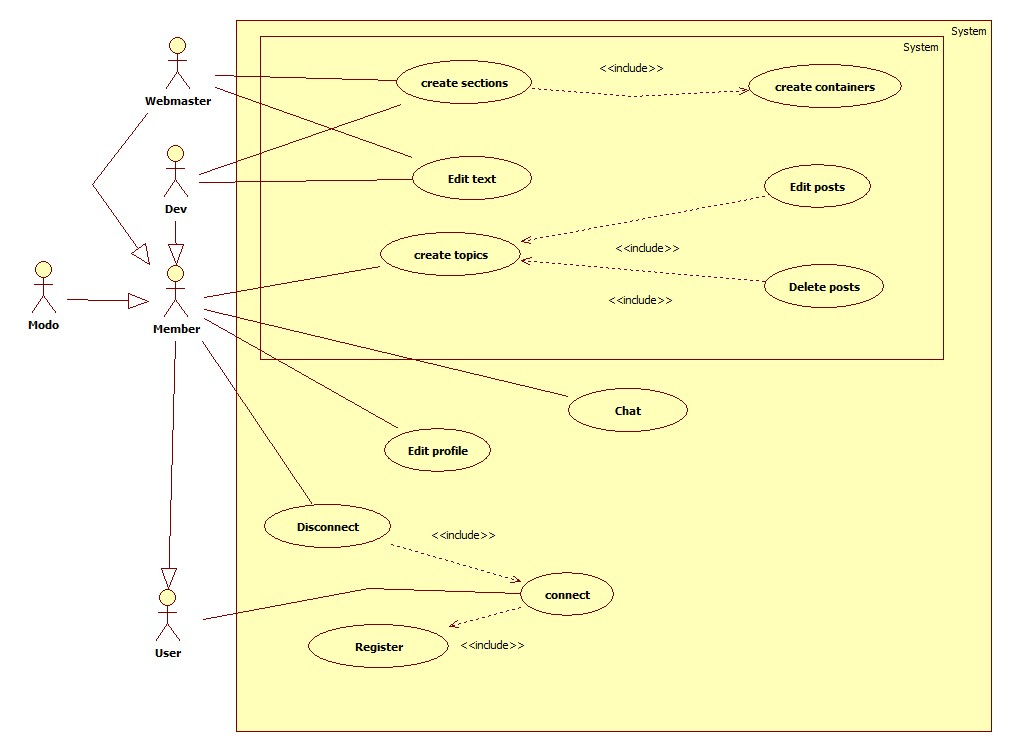 System
System
<<include>>
create sections
create containers
Webmaster
Edit text
Edit posts
Dev
<<include>>
create topics
Delete posts
<<include>>
Modo
Member
Chat
Edit profile
Disconnect
<<include>>
connect
Register
<<include>>
User